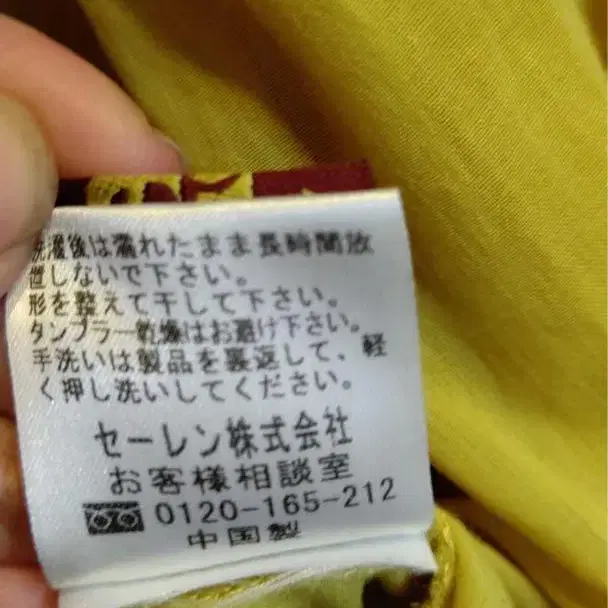 洗濯後は濡れたまま長時間放
置しないで下さい。
形を整えて干して下さい。
タンブラー乾燥はお避け下さい。
手洗いは製品を裏返して、軽
く押し洗いしてください。
セーレン株式会社
お客様相談室
0120-165-212
中国製